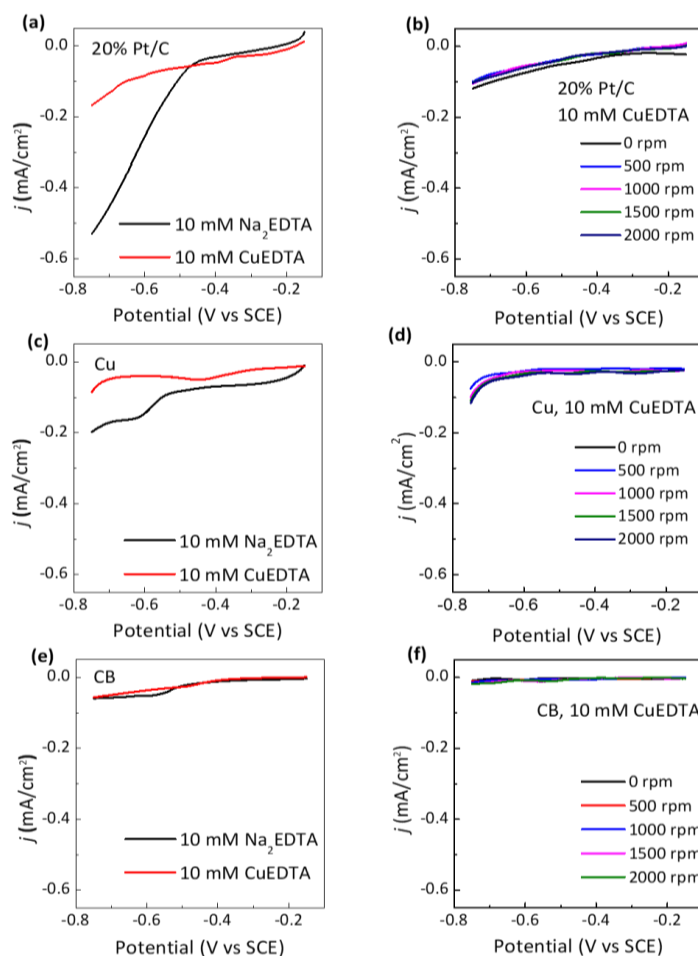 (a)
20% Pt/C
0.0
-0.2
-0.4
-0.6
j (mA/cm²)
10 mM Na₂EDTA
10 mM CuEDTA
-0.8 -0.6 -0.4 -0.2
Potential (V vs SCE)
(b)
0.0
-0.2
-0.4
-0.6
j (mA/cm²)
20% Pt/C
10 mM CuEDTA
0 rpm
500 rpm
1000 rpm
1500 rpm
2000 rpm
-0.8 -0.6 -0.4 -0.2
Potential (V vs SCE)
(c)
Cu
0.0
-0.2
-0.4
-0.6
j (mA/cm²)
10 mM Na₂EDTA
10 mM CuEDTA
-0.8 -0.6 -0.4 -0.2
Potential (V vs SCE)
(d)
0.0
-0.2
-0.4
-0.6
j (mA/cm²)
Cu, 10 mM CuEDTA
0 rpm
500 rpm
1000 rpm
1500 rpm
2000 rpm
-0.8 -0.6 -0.4 -0.2
Potential (V vs SCE)
(e)
CB
0.0
-0.2
-0.4
-0.6
j (mA/cm²)
10 mM Na₂EDTA
10 mM CuEDTA
-0.8 -0.6 -0.4 -0.2
Potential (V vs SCE)
(f)
0.0
-0.2
-0.4
-0.6
j (mA/cm²)
CB, 10 mM CuEDTA
0 rpm
500 rpm
1000 rpm
1500 rpm
2000 rpm
-0.8 -0.6 -0.4 -0.2
Potential (V vs SCE)